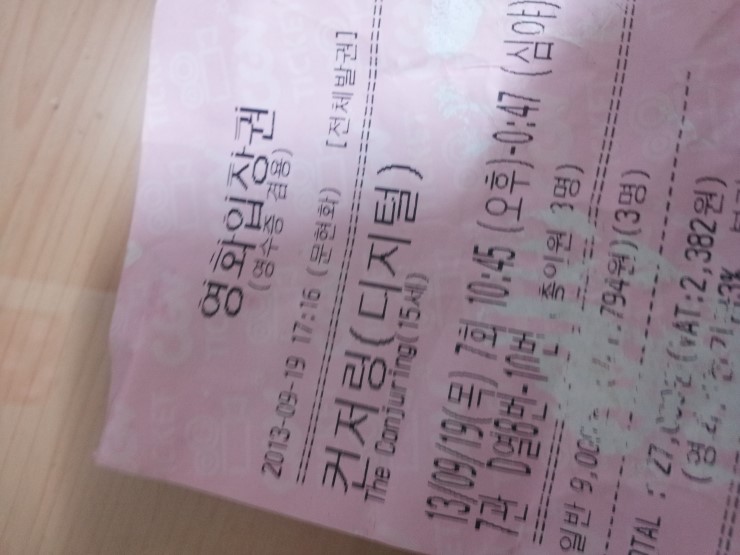 영화입장권
(영수증 겸용)
2013-09-19 17:16 (문현화) [전체발권]
컨저링(디지털)
The Conjuring(15세)
13/09/19(목) 7회 10:45 (오후)-0:47 (심야)
7관 D열8번-10번 총인원 3명)
일반 9,000 794원)(3명)
TOTAL : 27, (VAT:2,382원)